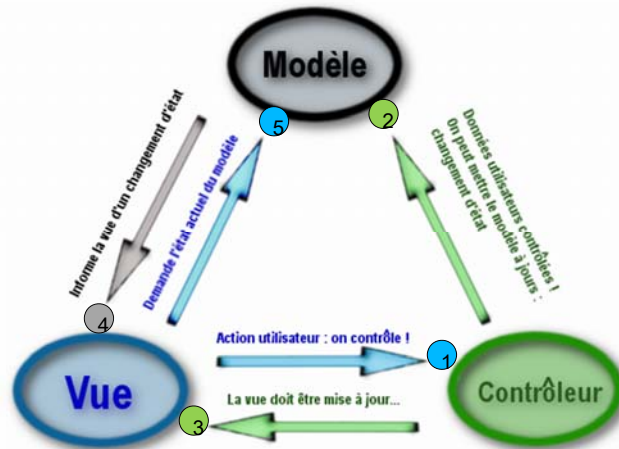 Modèle
5
2
Informe la vue d'un changement d'état
Demande l'état actuel du modèle
Données utilisateurs contrôlées !
On peut mettre le modèle à jours :
changement d'état
4
Action utilisateur : on contrôle !
1
Vue
Contrôleur
La vue doit être mise à jour...
3